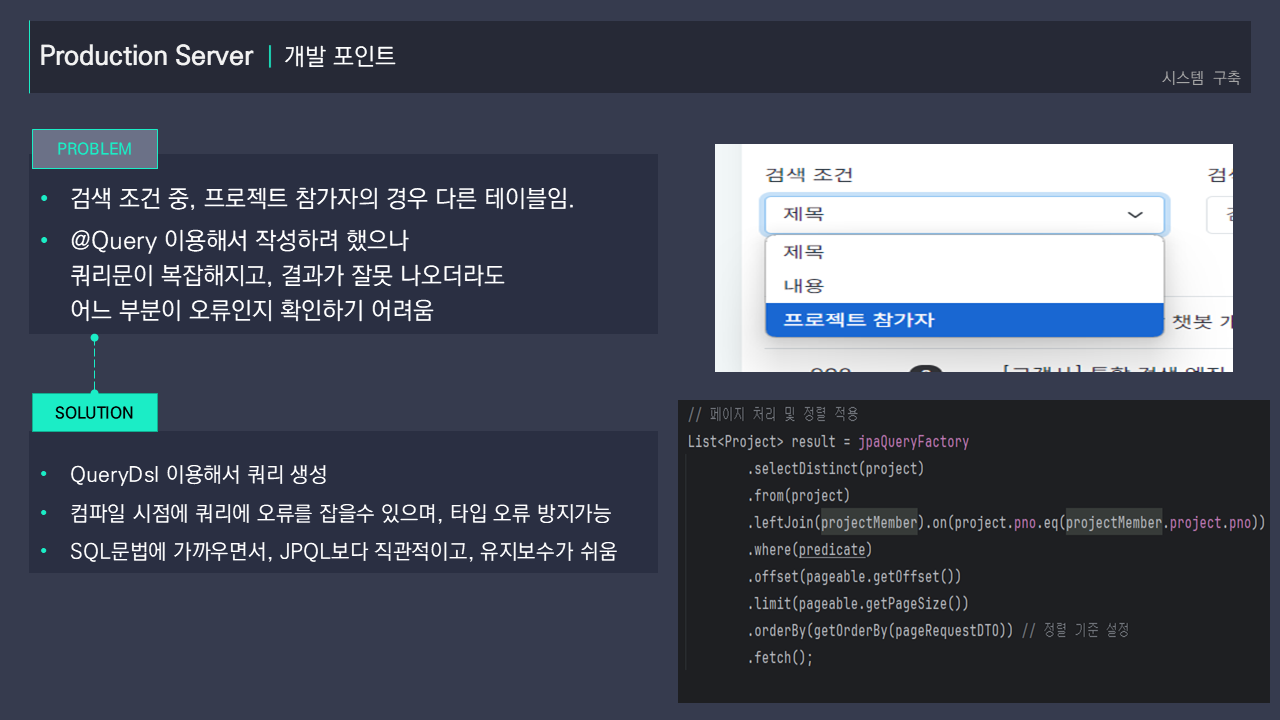 Production Server | 개발 포인트
시스템 구축
PROBLEM
• 검색 조건 중, 프로젝트 참가자의 경우 다른 테이블임.
• @Query 이용해서 작성하려 했으나
쿼리문이 복잡해지고, 결과가 잘못 나오더라도
어느 부분이 오류인지 확인하기 어려움
SOLUTION
• QueryDsl 이용해서 쿼리 생성
• 컴파일 시점에 쿼리에 오류를 잡을수 있으며, 타입 오류 방지가능
• SQL문법에 가까우면서, JPQL보다 직관적이고, 유지보수가 쉬움
검색 조건
제목
제목
내용
프로젝트 참가자
챗봇
// 페이지 처리 및 정렬 적용
List<Project> result = jpaQueryFactory
.selectDistinct(project)
.from(project)
.leftJoin(projectMember).on(project.pno.eq(projectMember.project.pno))
.where(predicate)
.offset(pageable.getOffset())
.limit(pageable.getPageSize())
.orderBy(getOrderBy(pageRequestDTO)) // 정렬 기준 설정
.fetch();